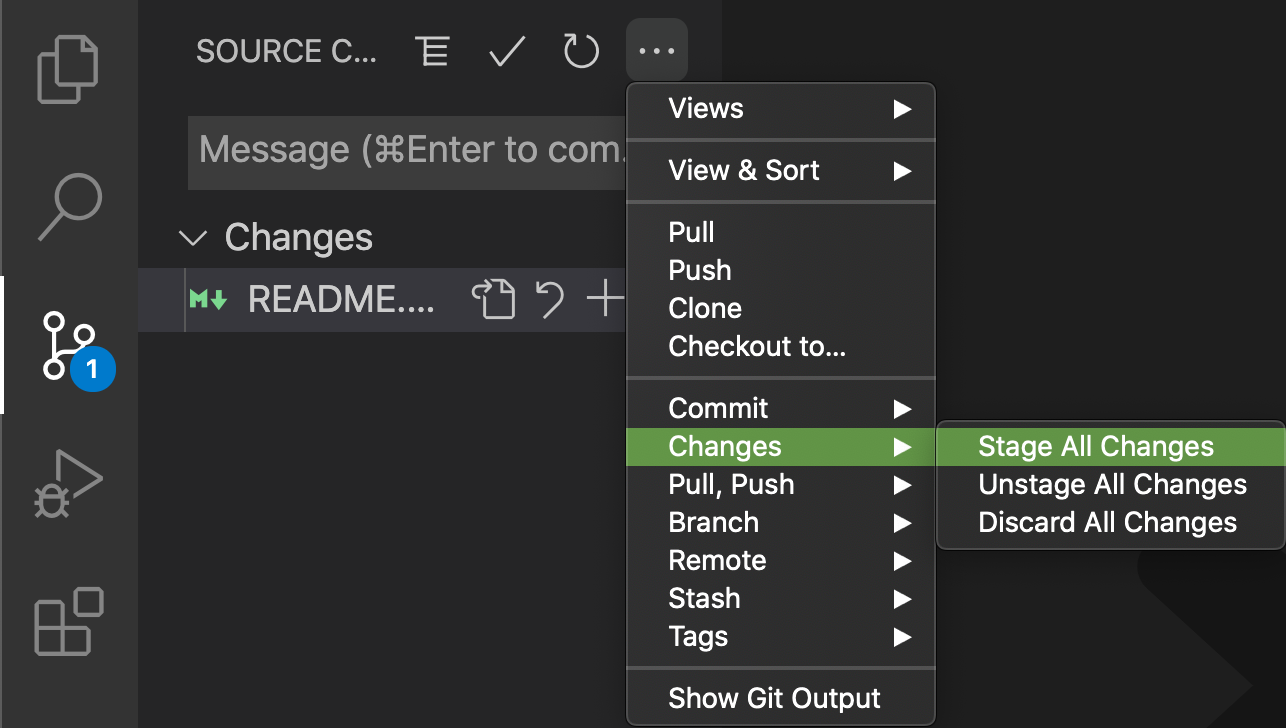 SOURCE C...
Message (⌘Enter to com.
Changes
README....
1
Views
View & Sort
Pull
Push
Clone
Checkout to...
Commit
Changes
Pull, Push
Branch
Remote
Stash
Tags
Show Git Output
Stage All Changes
Unstage All Changes
Discard All Changes